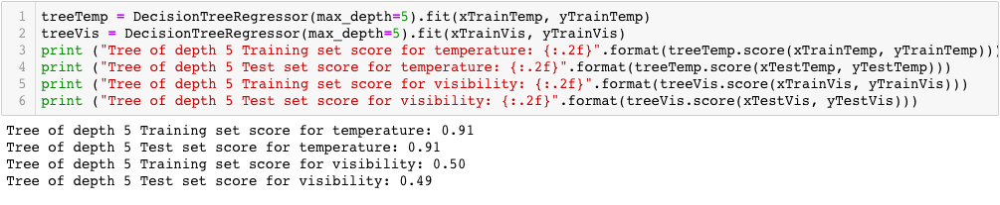 1 treeTemp = DecisionTreeRegressor(max_depth=5).fit(xTrainTemp, yTrainTemp)
2 treeVis = DecisionTreeRegressor(max_depth=5).fit(xTrainVis, yTrainVis)
3 print ("Tree of depth 5 Training set score for temperature: {:.2f}".format(treeTemp.score(xTrainTemp, yTrainTemp)))
4 print ("Tree of depth 5 Test set score for temperature: {:.2f}".format(treeTemp.score(xTestTemp, yTestTemp)))
5 print ("Tree of depth 5 Training set score for visibility: {:.2f}".format(treeVis.score(xTrainVis, yTrainVis)))
6 print ("Tree of depth 5 Test set score for visibility: {:.2f}".format(treeVis.score(xTestVis, yTestVis)))
Tree of depth 5 Training set score for temperature: 0.91
Tree of depth 5 Test set score for temperature: 0.91
Tree of depth 5 Training set score for visibility: 0.50
Tree of depth 5 Test set score for visibility: 0.49